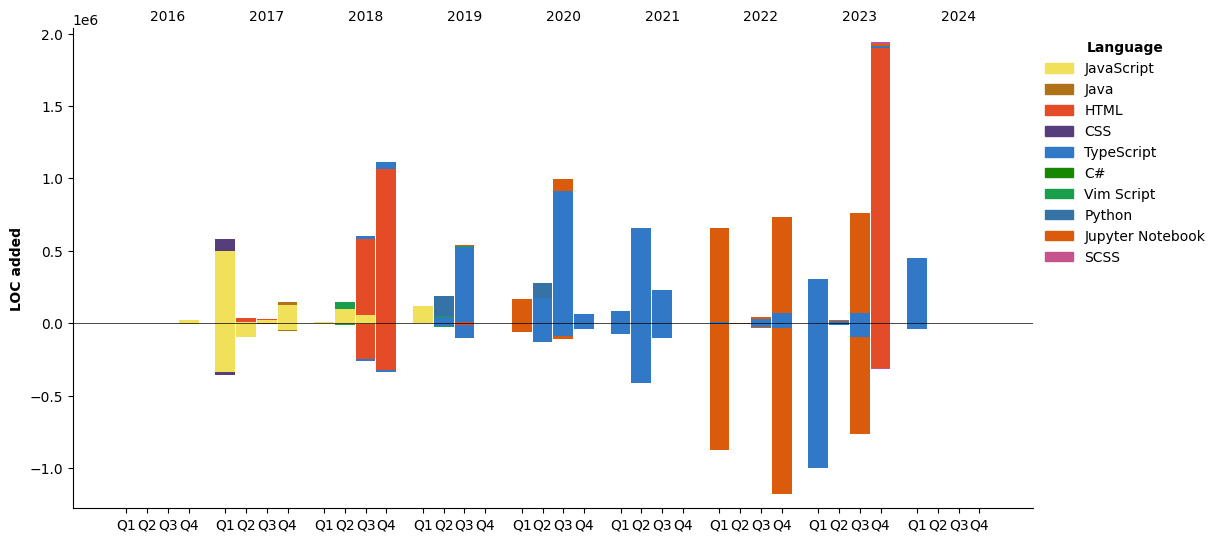 1e6
2016 2017 2018 2019 2020 2021 2022 2023 2024
2.0
1.5
1.0
0.5
0.0
−0.5
−1.0
LOC added
Q1 Q2 Q3 Q4 Q1 Q2 Q3 Q4 Q1 Q2 Q3 Q4 Q1 Q2 Q3 Q4 Q1 Q2 Q3 Q4 Q1 Q2 Q3 Q4 Q1 Q2 Q3 Q4 Q1 Q2 Q3 Q4 Q1 Q2 Q3 Q4
Language
JavaScript
Java
HTML
CSS
TypeScript
C#
Vim Script
Python
Jupyter Notebook
SCSS